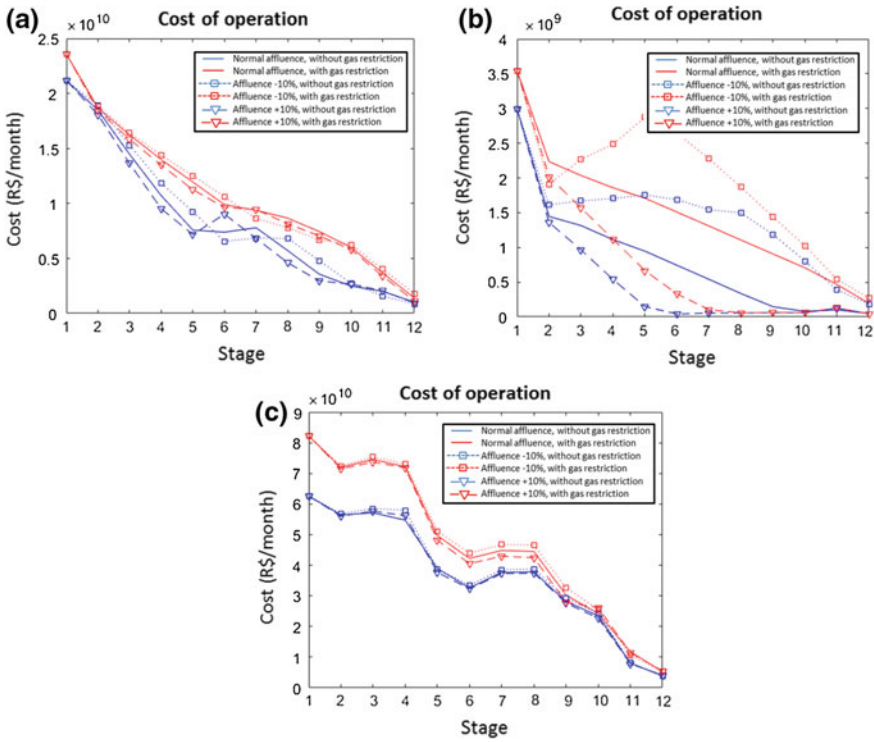 (a)
Cost of operation
× 10^10
2.5
2
1.5
1
0.5
0
Cost (R$/month)
Normal affluence, without gas restriction
Normal affluence, with gas restriction
Affluence -10%, without gas restriction
Affluence -10%, with gas restriction
Affluence +10%, without gas restriction
Affluence +10%, with gas restriction
1 2 3 4 5 6 7 8 9 10 11 12
Stage
(b)
Cost of operation
× 10^9
4
3.5
3
2.5
2
1.5
1
0.5
0
Cost (R$/month)
Normal affluence, without gas restriction
Normal affluence, with gas restriction
Affluence -10%, without gas restriction
Affluence -10%, with gas restriction
Affluence +10%, without gas restriction
Affluence +10%, with gas restriction
1 2 3 4 5 6 7 8 9 10 11 12
Stage
(c)
Cost of operation
× 10^10
9
8
7
6
5
4
3
2
1
0
Cost (R$/month)
Normal affluence, without gas restriction
Normal affluence, with gas restriction
Affluence -10%, without gas restriction
Affluence -10%, with gas restriction
Affluence +10%, without gas restriction
Affluence +10%, with gas restriction
1 2 3 4 5 6 7 8 9 10 11 12
Stage